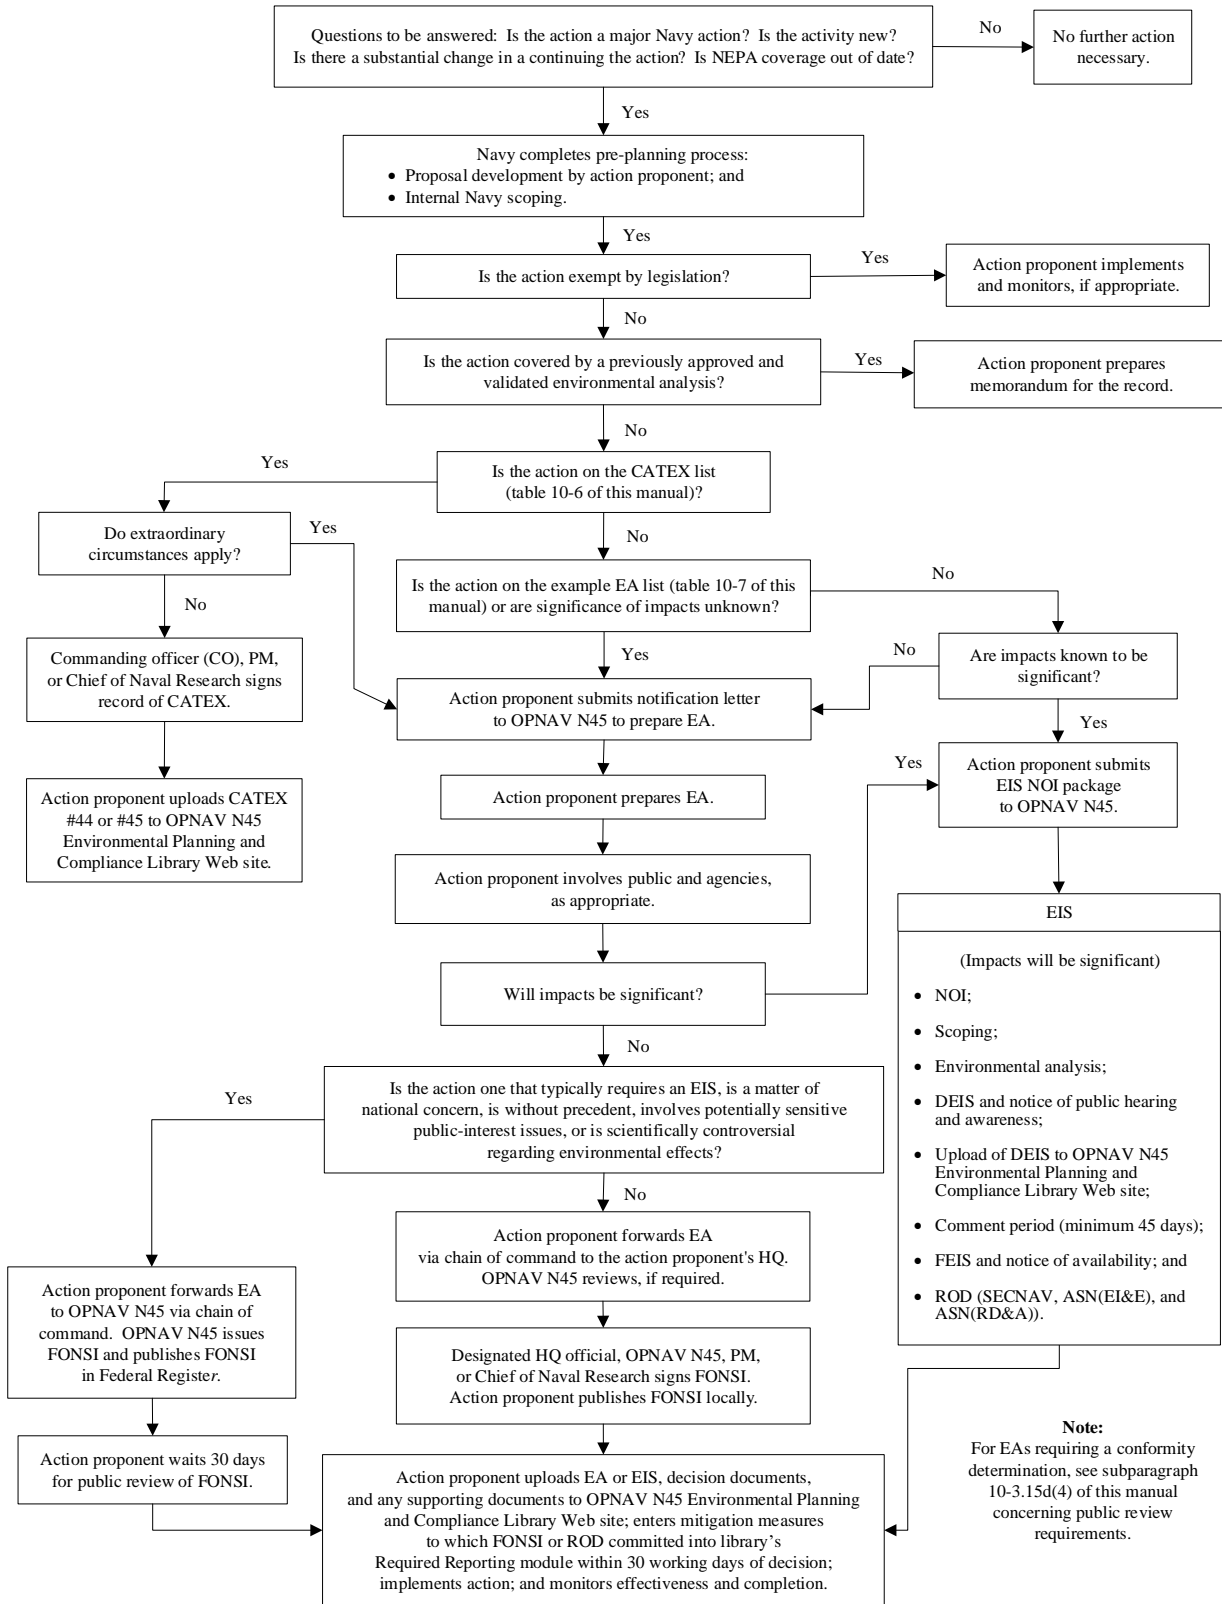 Questions to be answered: Is the action a major Navy action? Is the activity new?
Is there a substantial change in a continuing the action? Is NEPA coverage out of date?
No
No further action
necessary.
Yes
Navy completes pre-planning process:
• Proposal development by action proponent; and
• Internal Navy scoping.
Yes
Is the action exempt by legislation?
Yes
Action proponent implements
and monitors, if appropriate.
No
Is the action covered by a previously approved and
validated environmental analysis?
Yes
Action proponent prepares
memorandum for the record.
No
Yes
Is the action on the CATEX list
(table 10-6 of this manual)?
Do extraordinary
circumstances apply?
Yes
No
Is the action on the example EA list (table 10-7 of this
manual) or are significance of impacts unknown?
No
No
Commanding officer (CO), PM,
or Chief of Naval Research signs
record of CATEX.
Yes
No
Are impacts known to be
significant?
Action proponent submits notification letter
to OPNAV N45 to prepare EA.
Yes
Action proponent uploads CATEX
#44 or #45 to OPNAV N45
Environmental Planning and
Compliance Library Web site.
Action proponent prepares EA.
Yes
Action proponent submits
EIS NOI package
to OPNAV N45.
Action proponent involves public and agencies,
as appropriate.
Will impacts be significant?
No
EIS
(Impacts will be significant)
• NOI;
• Scoping;
• Environmental analysis;
• DEIS and notice of public hearing
and awareness;
• Upload of DEIS to OPNAV N45
Environmental Planning and
Compliance Library Web site;
• Comment period (minimum 45 days);
• FEIS and notice of availability; and
• ROD (SECNAV, ASN(EI&E), and
ASN(RD&A)).
Yes
Is the action one that typically requires an EIS, is a matter of
national concern, is without precedent, involves potentially sensitive
public-interest issues, or is scientifically controversial
regarding environmental effects?
No
Action proponent forwards EA
via chain of command to the action proponent's HQ.
OPNAV N45 reviews, if required.
Action proponent forwards EA
to OPNAV N45 via chain of
command. OPNAV N45 issues
FONSI and publishes FONSI
in Federal Register.
Designated HQ official, OPNAV N45, PM,
or Chief of Naval Research signs FONSI.
Action proponent publishes FONSI locally.
Action proponent waits 30 days
for public review of FONSI.
Action proponent uploads EA or EIS, decision documents,
and any supporting documents to OPNAV N45 Environmental Planning
and Compliance Library Web site; enters mitigation measures
to which FONSI or ROD committed into library's
Required Reporting module within 30 working days of decision;
implements action; and monitors effectiveness and completion.
Note:
For EAs requiring a conformity
determination, see subparagraph
10-3.15d(4) of this manual
concerning public review
requirements.